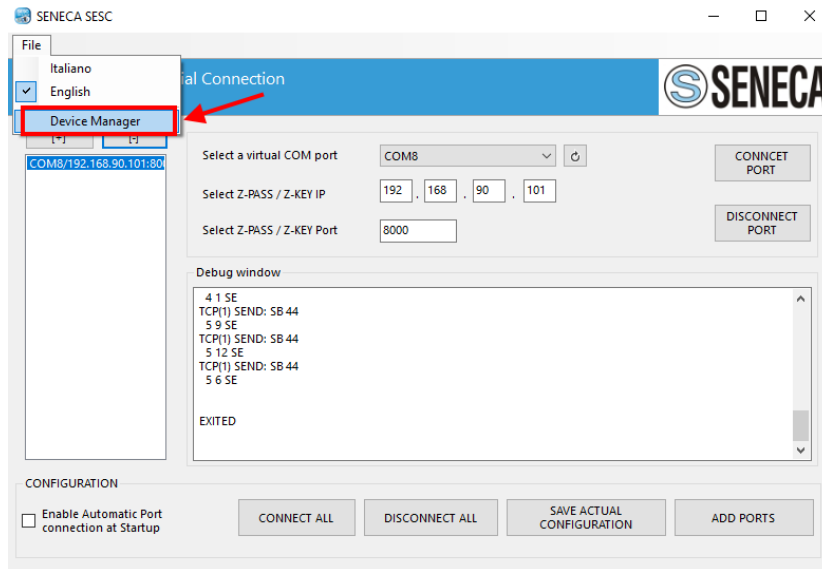 SENECA SESC
File
Italiano
English
Device Manager
ial Connection
SENECA
[+] [-]
COM8/192.168.90.101:80
Select a virtual COM port COM8
Select Z-PASS / Z-KEY IP 192 . 168 . 90 . 101
Select Z-PASS / Z-KEY Port 8000
CONNCET
PORT
DISCONNECT
PORT
Debug window
4 1 SE
TCP(1) SEND: SB 44
5 9 SE
TCP(1) SEND: SB 44
5 12 SE
TCP(1) SEND: SB 44
5 6 SE
EXITED
CONFIGURATION
Enable Automatic Port
connection at Startup
CONNECT ALL
DISCONNECT ALL
SAVE ACTUAL
CONFIGURATION
ADD PORTS